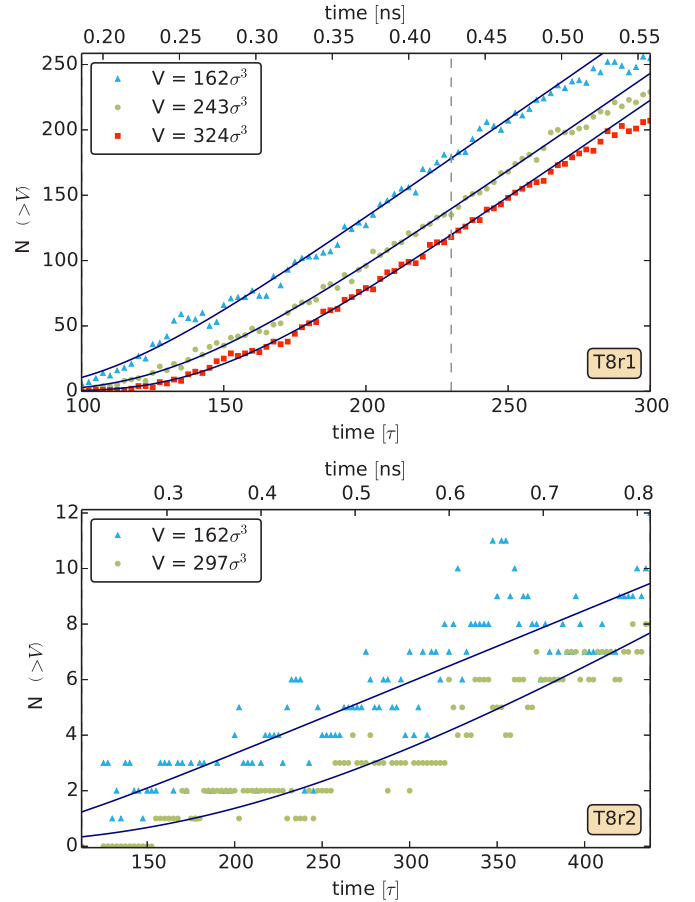 time [ns]
0.20 0.25 0.30 0.35 0.40 0.45 0.50 0.55
250
200
150
100
50
0
N (>V)
V = 162σ³
V = 243σ³
V = 324σ³
T8r1
100 150 200 250 300
time [τ]
time [ns]
0.3 0.4 0.5 0.6 0.7 0.8
12
10
8
6
4
2
0
N (>V)
V = 162σ³
V = 297σ³
T8r2
150 200 250 300 350 400
time [τ]